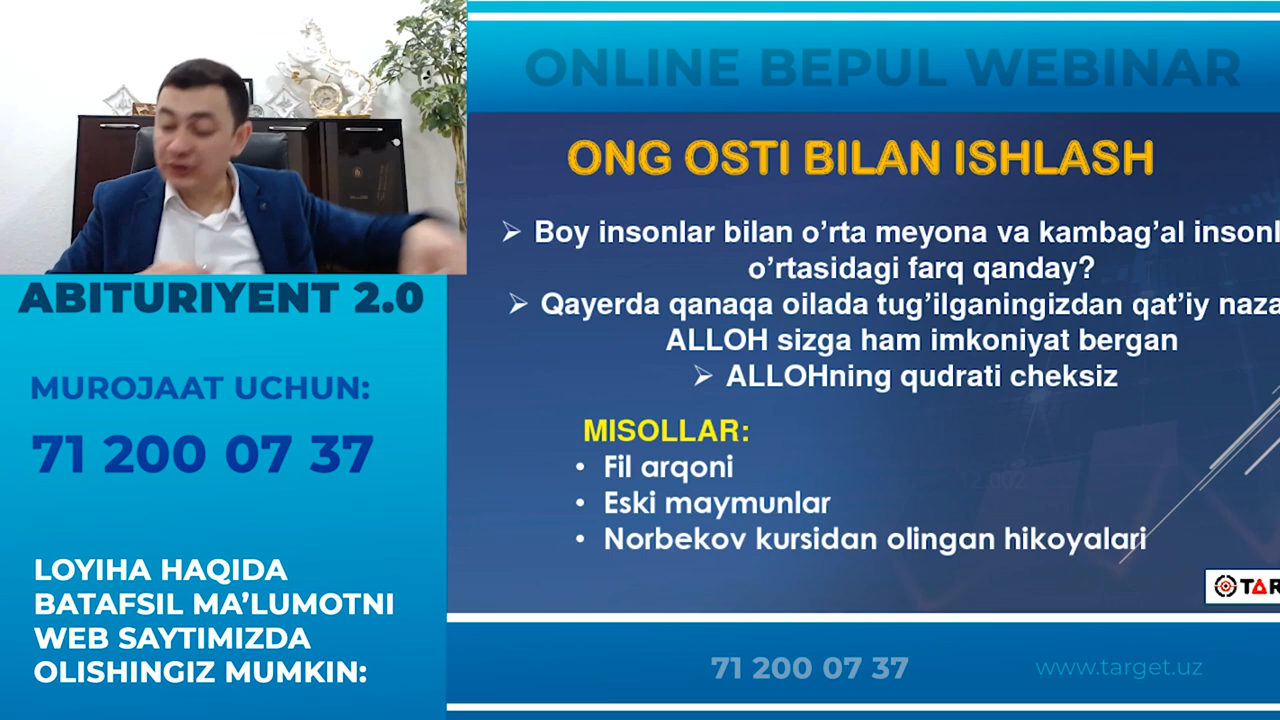 ONLINE BEPUL WEBINAR
ONG OSTI BILAN ISHLASH
➢ Boy insonlar bilan o’rta meyona va kambag’al insonl
o’rtasidagi farq qanday?
➢ Qayerda qanaqa oilada tug’ilganingizdan qat’iy naza
ALLOH sizga ham imkoniyat bergan
➢ ALLOHning qudrati cheksiz
MISOLLAR:
• Fil arqoni
• Eski maymunlar
• Norbekov kursidan olingan hikoyalari
TAR
71 200 07 37
www.target.uz
ABITURIYENT 2.0
MUROJAAT UCHUN:
71 200 07 37
LOYIHA HAQIDA
BATAFSIL MA’LUMOTNI
WEB SAYTIMIZDA
OLISHINGIZ MUMKIN: